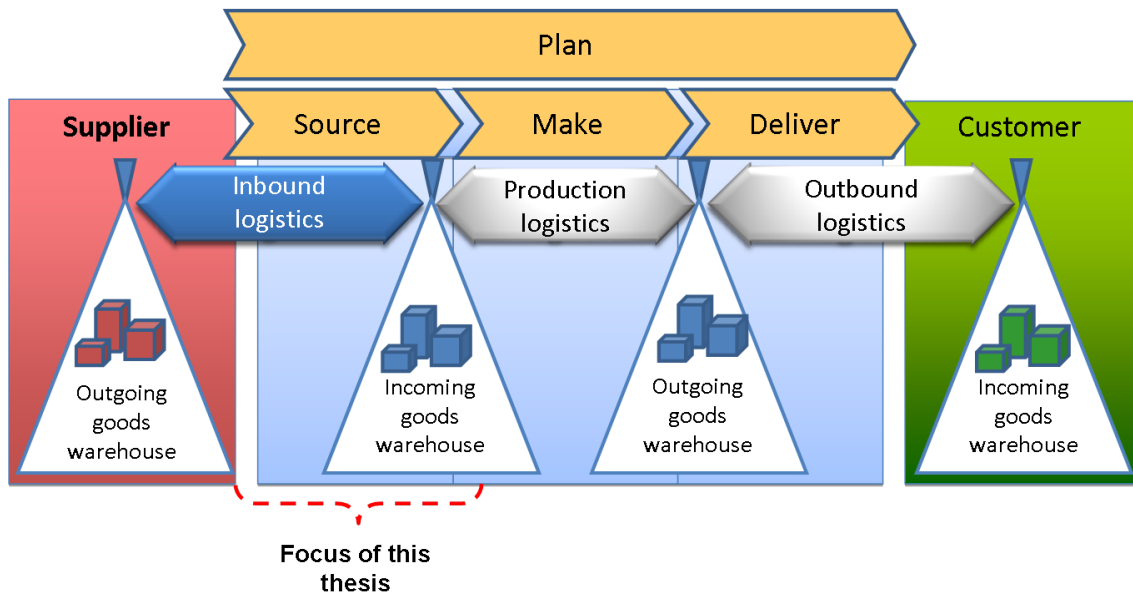 Plan
Supplier
Source
Make
Deliver
Customer
Inbound
logistics
Production
logistics
Outbound
logistics
Outgoing
goods
warehouse
Incoming
goods
warehouse
Outgoing
goods
warehouse
Incoming
goods
warehouse
Focus of this
thesis